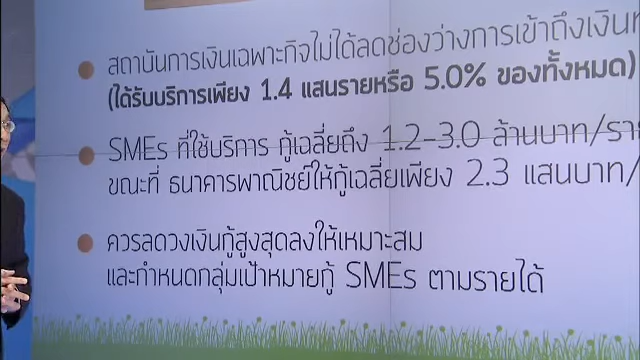 สถาบันการเงินเฉพาะกิจไม่ได้ลดช่องว่างการเข้าถึงเงิน
(ได้รับบริการเพียง 1.4 แสนรายหรือ 5.0% ของทั้งหมด)
SMEs ที่ใช้บริการ กู้เฉลี่ยถึง 1.2-3.0 ล้านบาท/ราย
ขณะที่ ธนาคารพาณิชย์ให้กู้เฉลี่ยเพียง 2.3 แสนบาท/
ควรลดวงเงินกู้สูงสุดลงให้เหมาะสม
และกำหนดกลุ่มเป้าหมายกู้ SMEs ตามรายได้